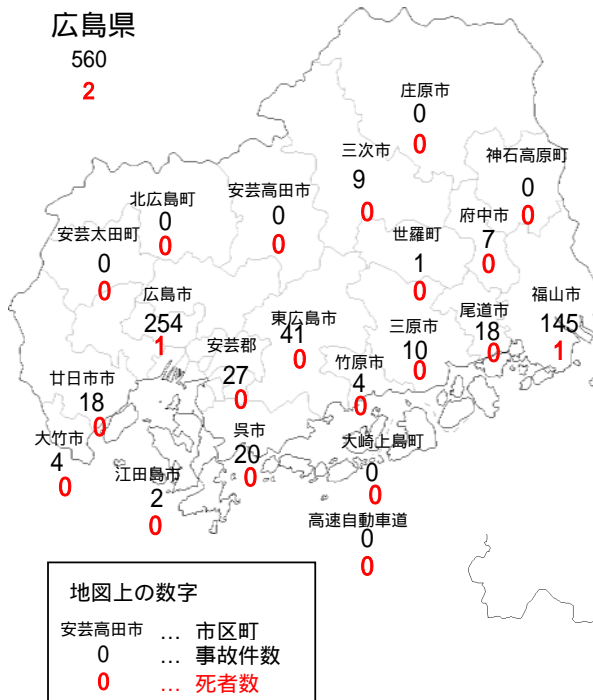 広島県
560
2
庄原市
0
0
三次市
9
0
神石高原町
0
0
北広島町
0
0
安芸高田市
0
0
府中市
7
0
安芸太田町
0
0
世羅町
1
0
広島市
254
1
東広島市
41
0
三原市
10
0
尾道市
18
0
福山市
145
1
安芸郡
27
0
竹原市
4
0
廿日市市
18
0
大竹市
4
0
呉市
20
0
大崎上島町
0
0
江田島市
2
0
高速自動車道
0
0
地図上の数字
安芸高田市 … 市区町
0 … 事故件数
0 … 死者数